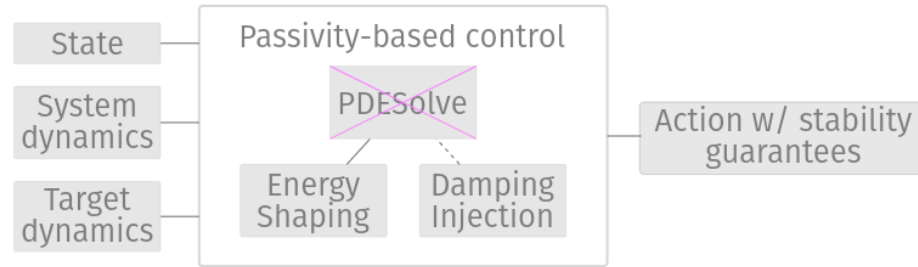 State
System
dynamics
Target
dynamics
Passivity-based control
PDESolve
Energy
Shaping
Damping
Injection
Action w/ stability
guarantees